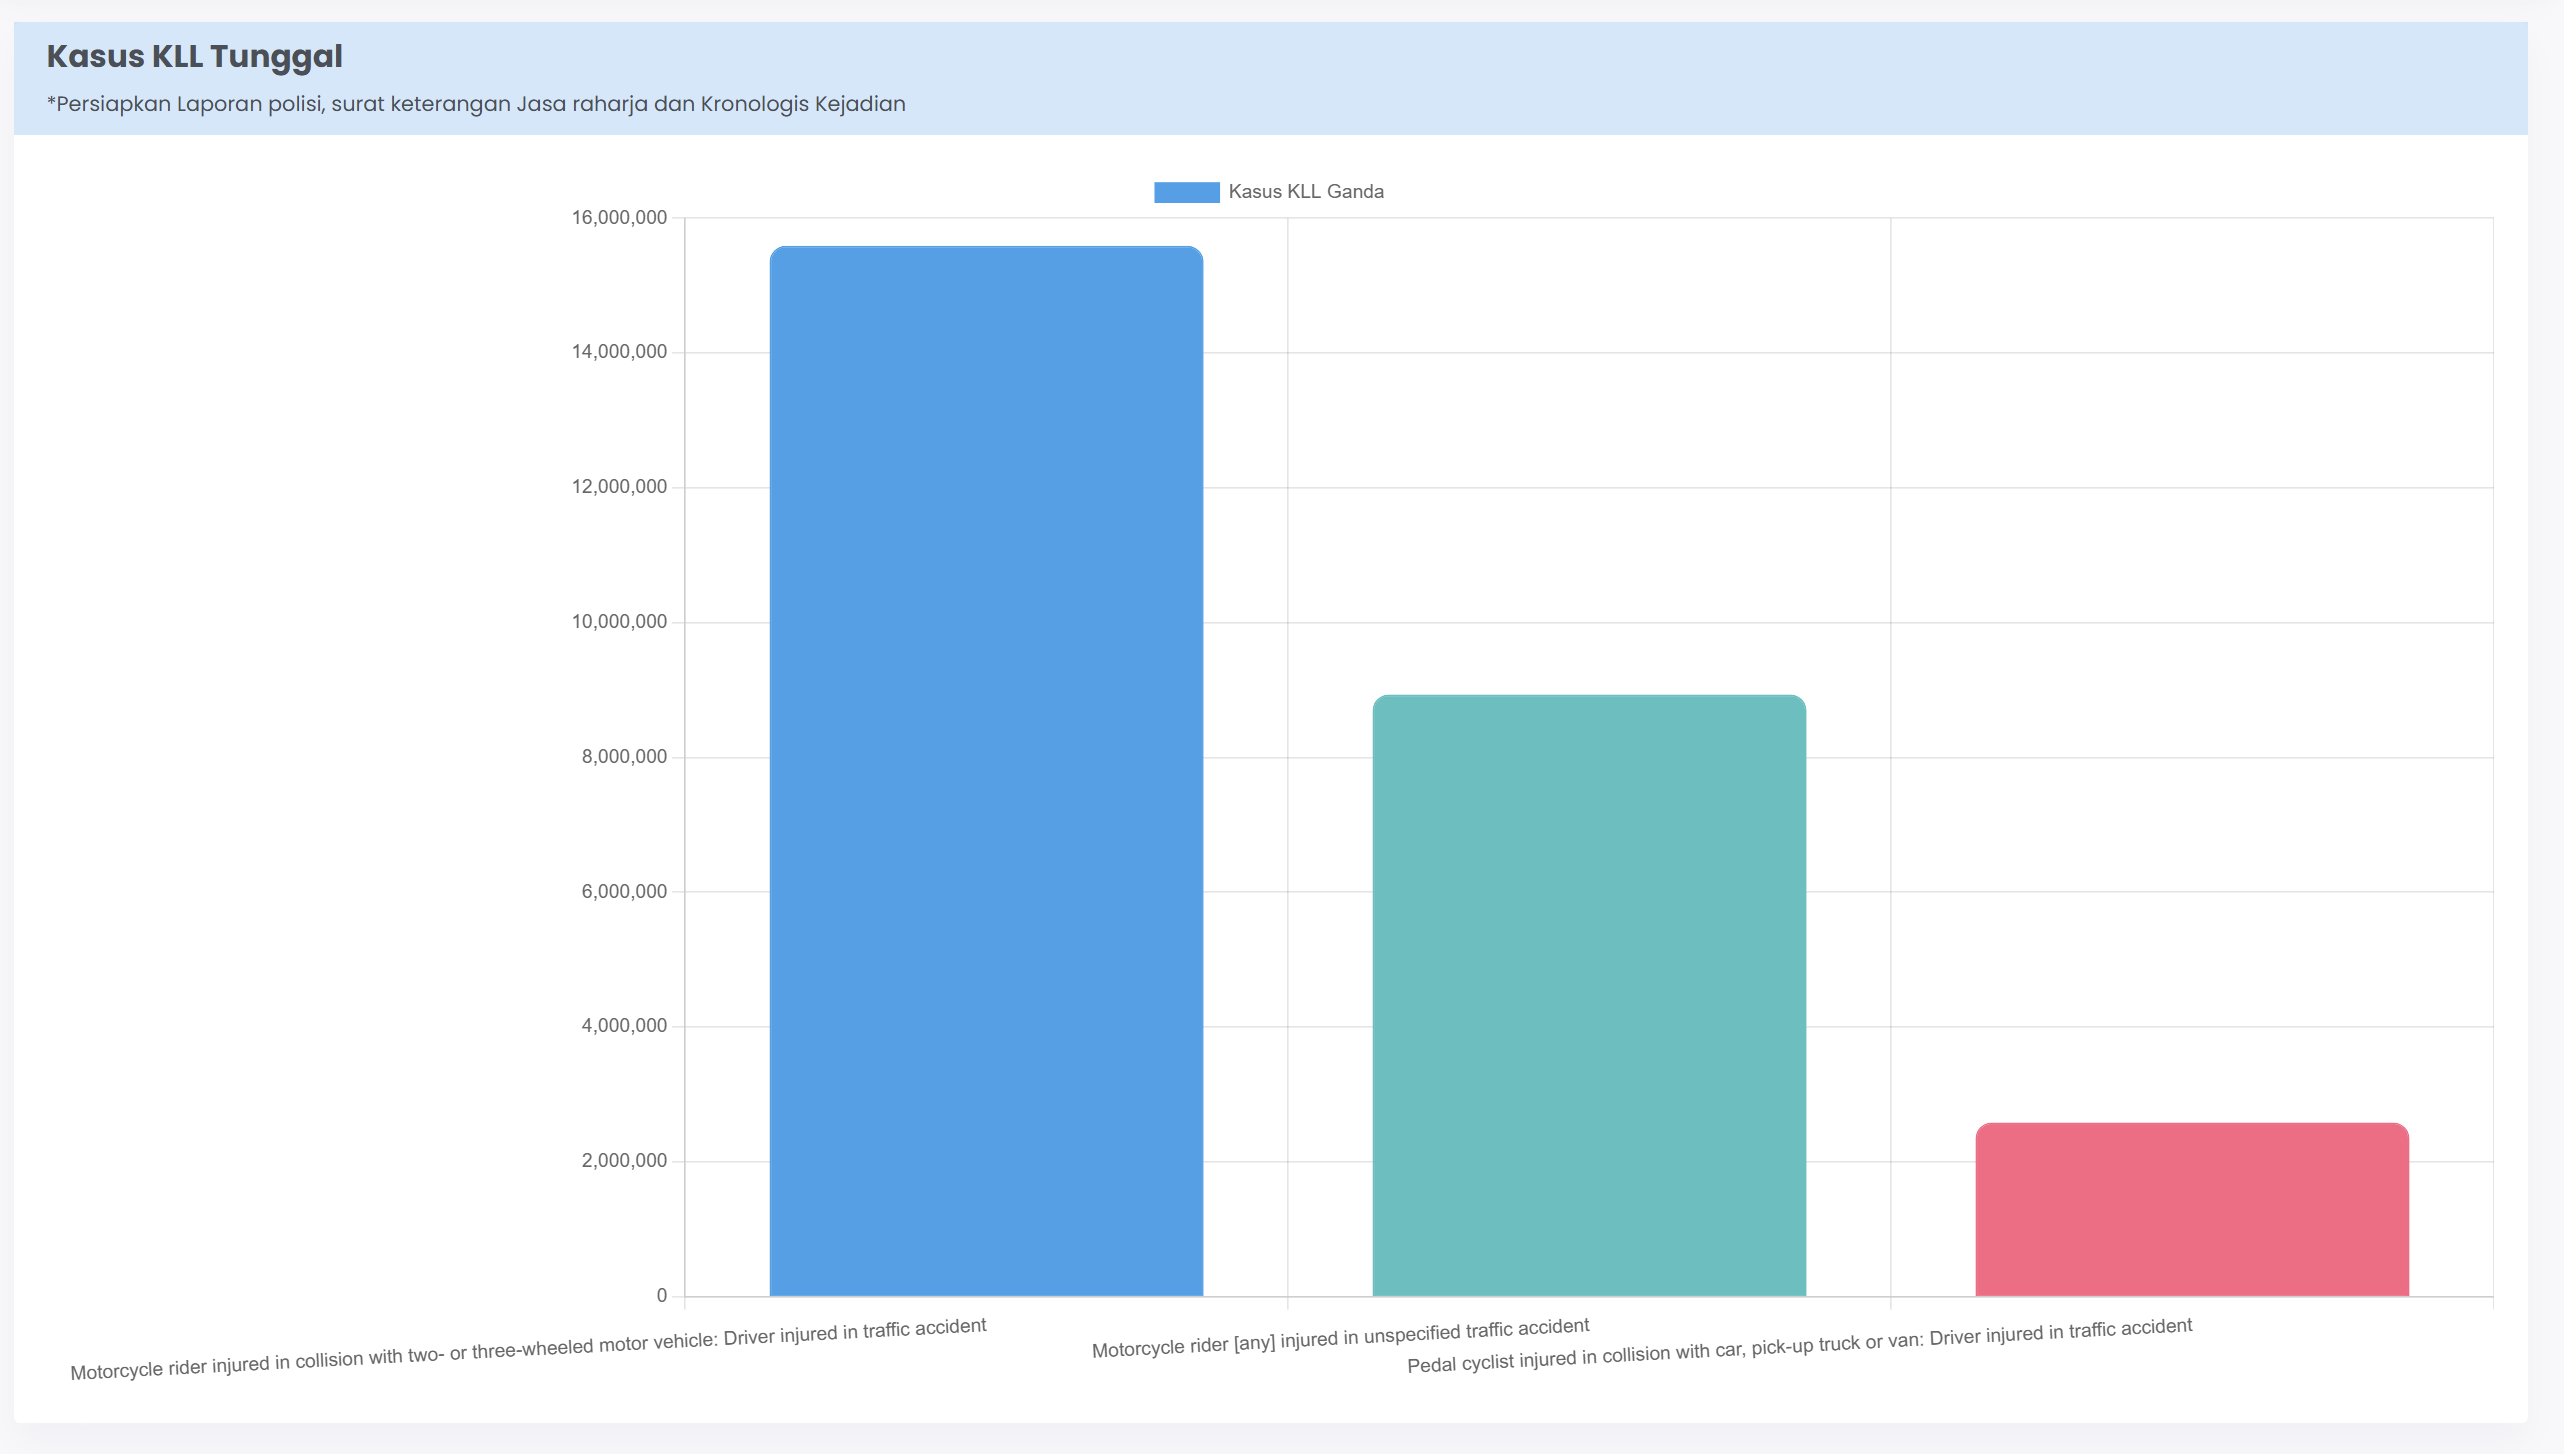 Kasus KLL Tunggal
*Persiapkan Laporan polisi, surat keterangan Jasa raharja dan Kronologis Kejadian
Kasus KLL Ganda
16,000,000
14,000,000
12,000,000
10,000,000
8,000,000
6,000,000
4,000,000
2,000,000
0
Motorcycle rider injured in collision with two- or three-wheeled motor vehicle: Driver injured in traffic accident
Motorcycle rider [any] injured in unspecified traffic accident
Pedal cyclist injured in collision with car, pick-up truck or van: Driver injured in traffic accident